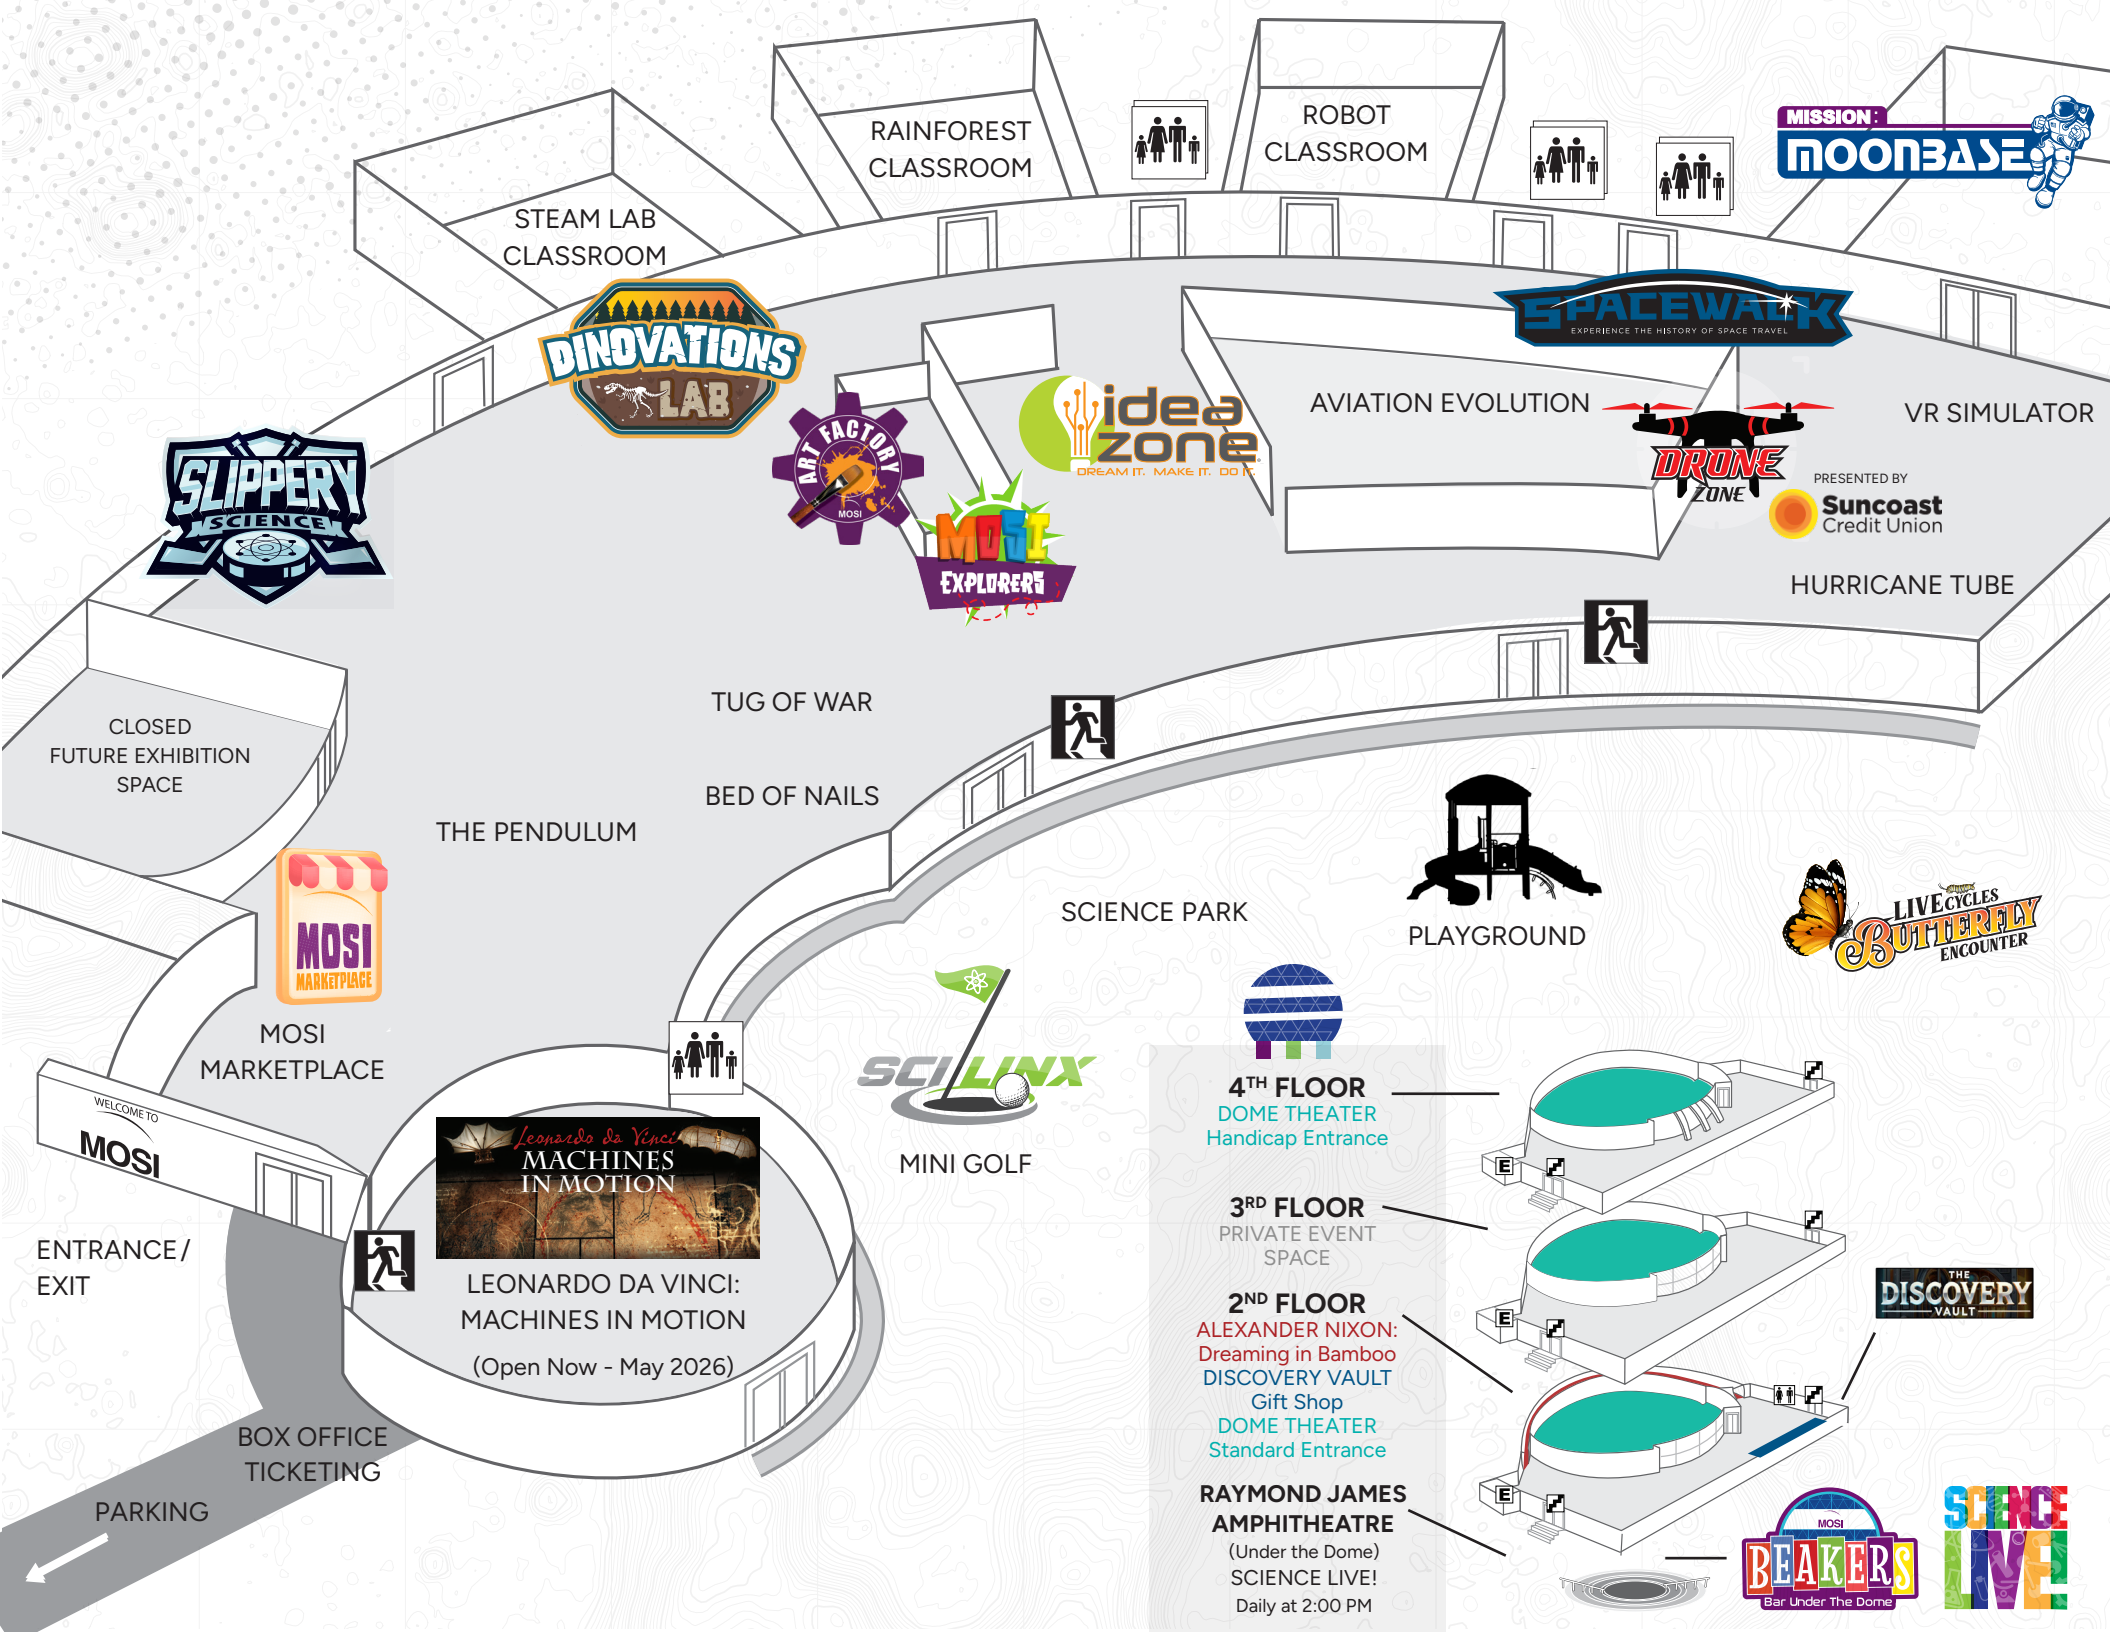 RAINFOREST
CLASSROOM
ROBOT
CLASSROOM
MISSION:
MOONBASE
STEAM LAB
CLASSROOM
DINOVATIONS
LAB
SPACEWALK
EXPERIENCE THE HISTORY OF SPACE TRAVEL
SLIPPERY
SCIENCE
ART FACTORY
MOSI
idea
zone
DREAM IT. MAKE IT. DO IT.
AVIATION EVOLUTION
DRONE
ZONE
VR SIMULATOR
PRESENTED BY
Suncoast
Credit Union
MOSI
EXPLORERS
HURRICANE TUBE
CLOSED
FUTURE EXHIBITION
SPACE
TUG OF WAR
BED OF NAILS
THE PENDULUM
MOSI
MARKETPLACE
MOSI
MARKETPLACE
SCIENCE PARK
PLAYGROUND
LIVE CYCLES
BUTTERFLY
ENCOUNTER
WELCOME TO
MOSI
SCI LINX
MINI GOLF
ENTRANCE/
EXIT
Leonardo da Vinci
MACHINES
IN MOTION
LEONARDO DA VINCI:
MACHINES IN MOTION
(Open Now - May 2026)
BOX OFFICE
TICKETING
PARKING
4TH FLOOR
DOME THEATER
Handicap Entrance
E
3RD FLOOR
PRIVATE EVENT
SPACE
E
2ND FLOOR
ALEXANDER NIXON:
Dreaming in Bamboo
DISCOVERY VAULT
Gift Shop
DOME THEATER
Standard Entrance
E
THE
DISCOVERY
VAULT
RAYMOND JAMES
AMPHITHEATRE
(Under the Dome)
SCIENCE LIVE!
Daily at 2:00 PM
MOSI
BEAKERS
Bar Under The Dome
SCIENCE
LIVE